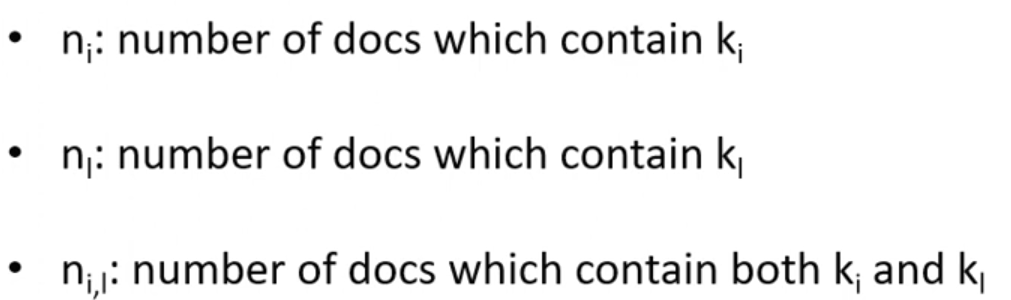 • nᵢ: number of docs which contain kᵢ
• nₗ: number of docs which contain kₗ
• nᵢ,ₗ: number of docs which contain both kᵢ and kₗ